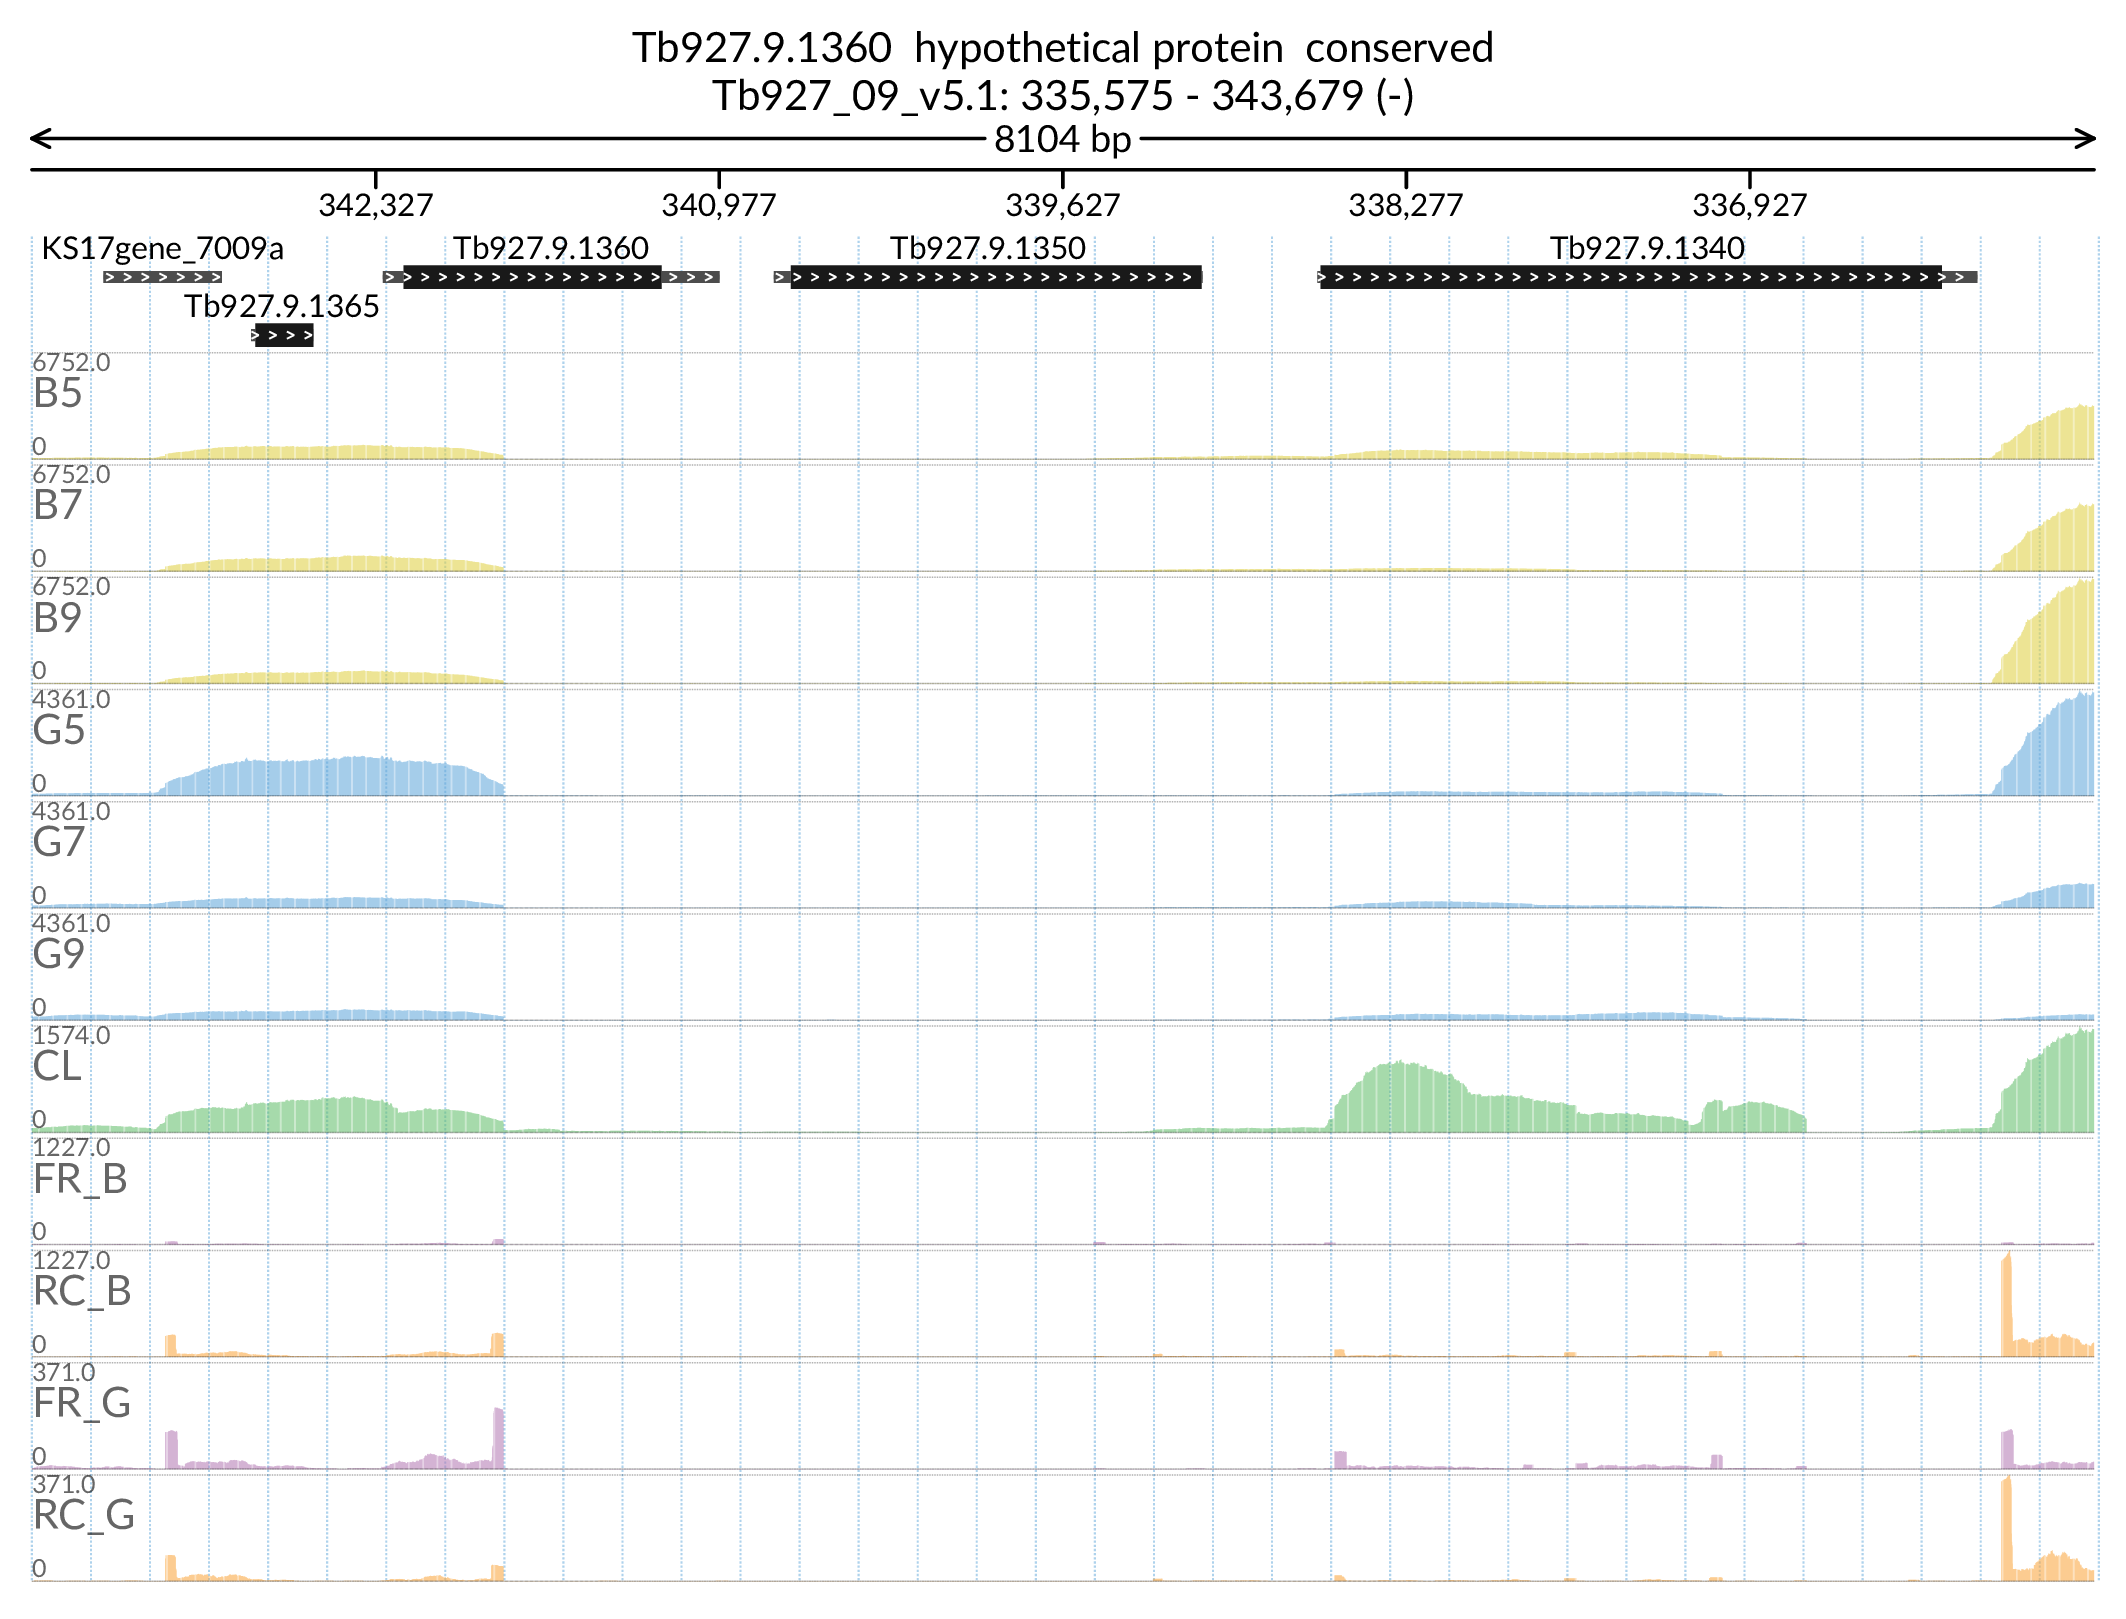 Tb927.9.1360  hypothetical protein  conserved
Tb927_09_v5.1: 335,575 - 343,679 (-)
8104 bp
342,327 340,977 339,627 338,277 336,927
KS17gene_7009a Tb927.9.1360 Tb927.9.1350 Tb927.9.1340
Tb927.9.1365
6752.0
B5
0
6752.0
B7
0
6752.0
B9
0
4361.0
G5
0
4361.0
G7
0
4361.0
G9
0
1574.0
CL
0
1227.0
FR_B
0
1227.0
RC_B
0
371.0
FR_G
0
371.0
RC_G
0